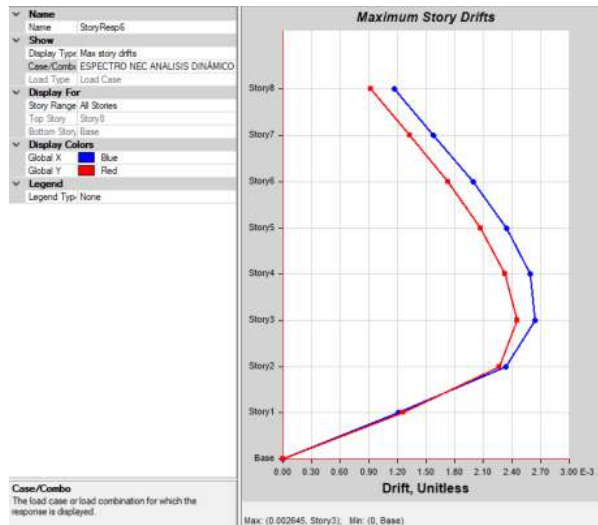 Name
Name StoryResp6
Show
Display Type Max story drifts
Case/Combo ESPECTRO NEC ANALISIS DINÁMICO
Load Type Load Case
Display For
Story Range All Stories
Top Story Story8
Bottom Story Base
Display Colors
Global X Blue
Global Y Red
Legend
Legend Typ None
Case/Combo
The load case or load combination for which the
response is displayed.
Maximum Story Drifts
Story8
Story7
Story6
Story5
Story4
Story3
Story2
Story1
Base
0.00 0.30 0.60 0.90 1.20 1.50 1.80 2.10 2.40 2.70 3.00 E-3
Drift, Unitless
Max: (0.002645, Story3); Min: (0, Base)